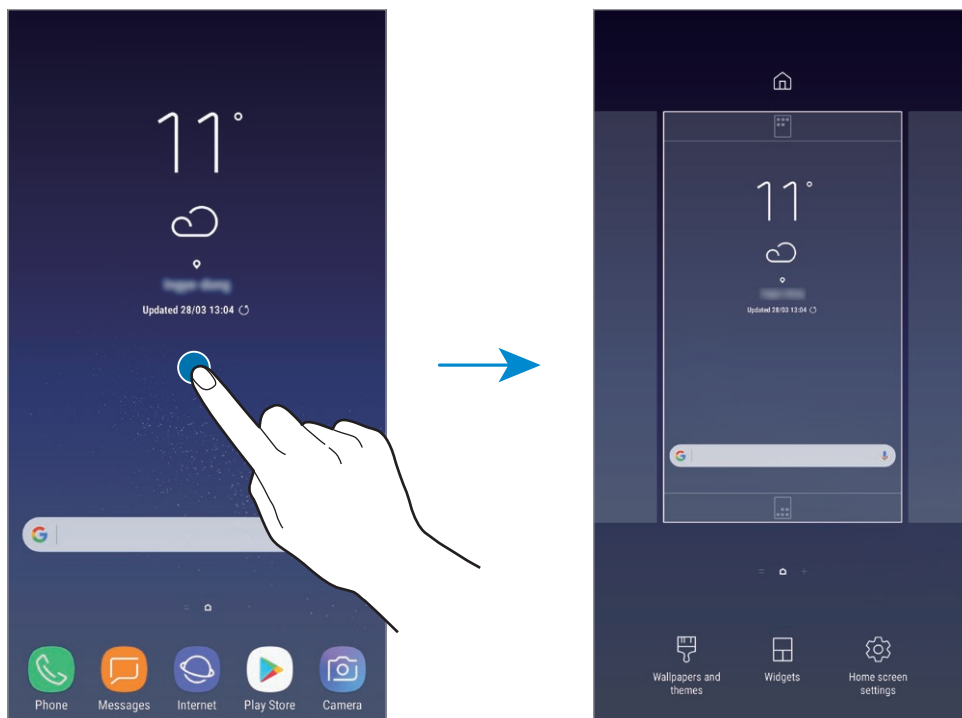 11°
Updated 28/03 13:04
G
Phone
Messages
Internet
Play Store
Camera
11°
Updated 28/03 13:04
G
Wallpapers and
themes
Widgets
Home screen
settings